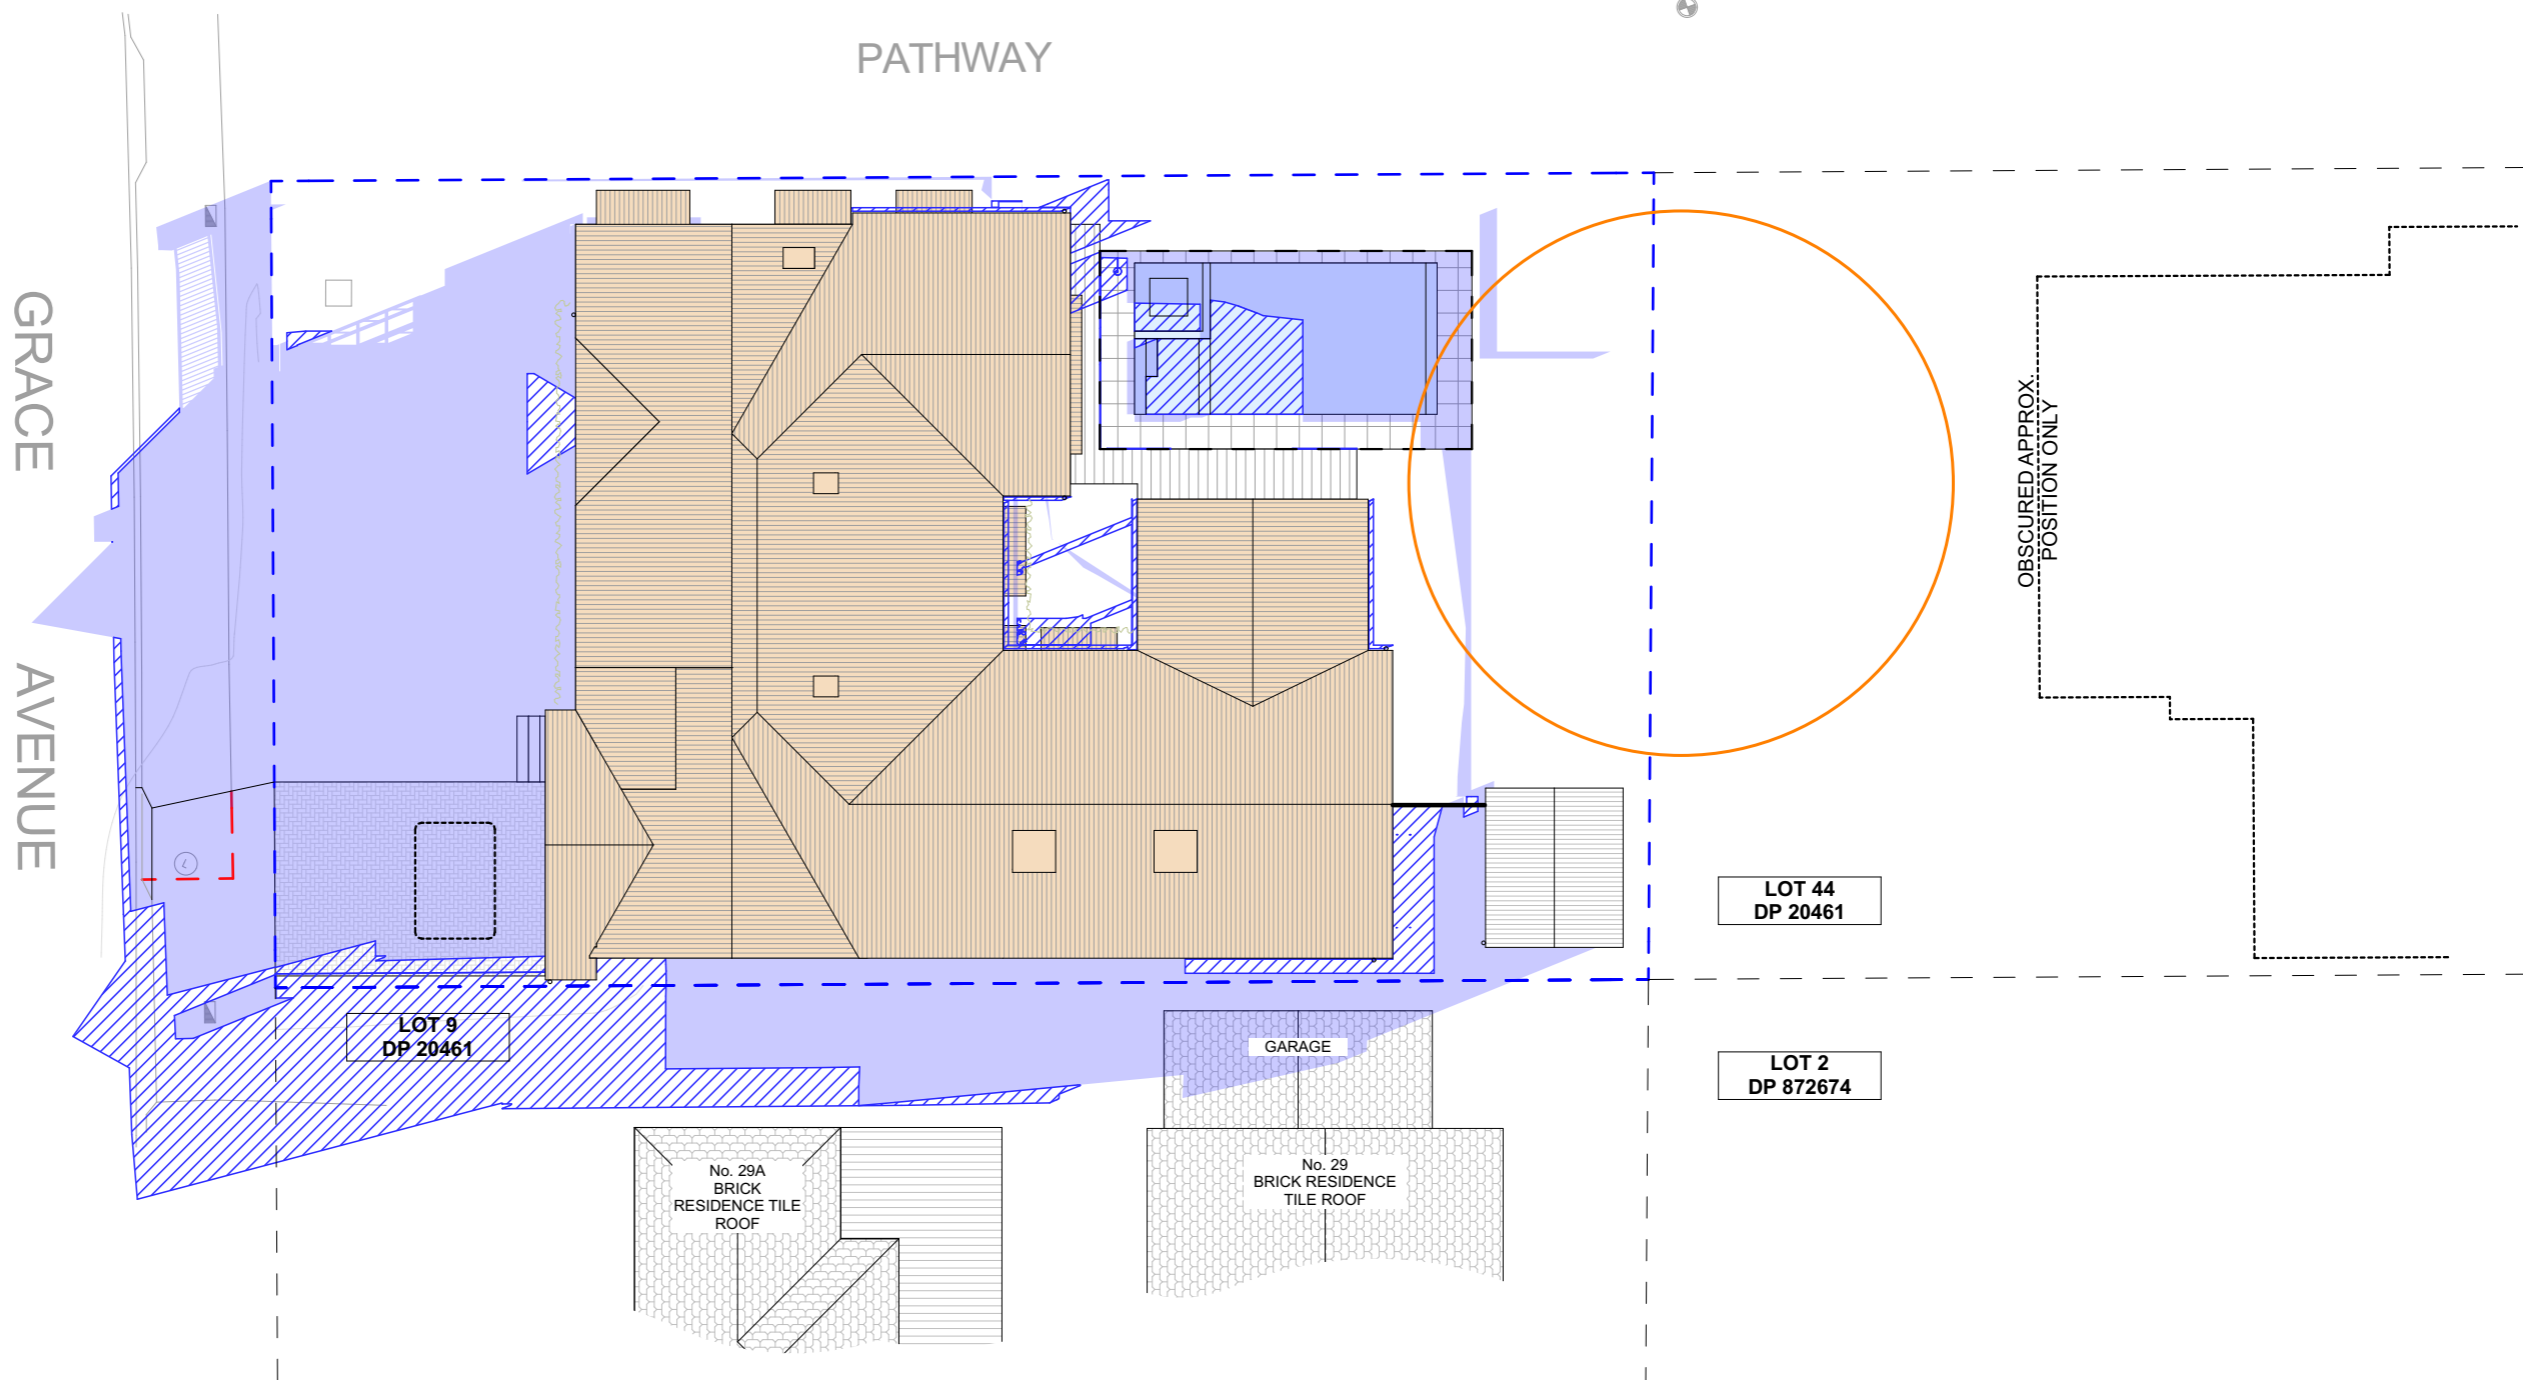 PATHWAY
GRACE
AVENUE
OBSCURED APPROX.
POSITION ONLY
LOT 44
DP 20461
LOT 9
DP 20461
GARAGE
LOT 2
DP 872674
No. 29A
BRICK
RESIDENCE TILE
ROOF
No. 29
BRICK RESIDENCE
TILE ROOF